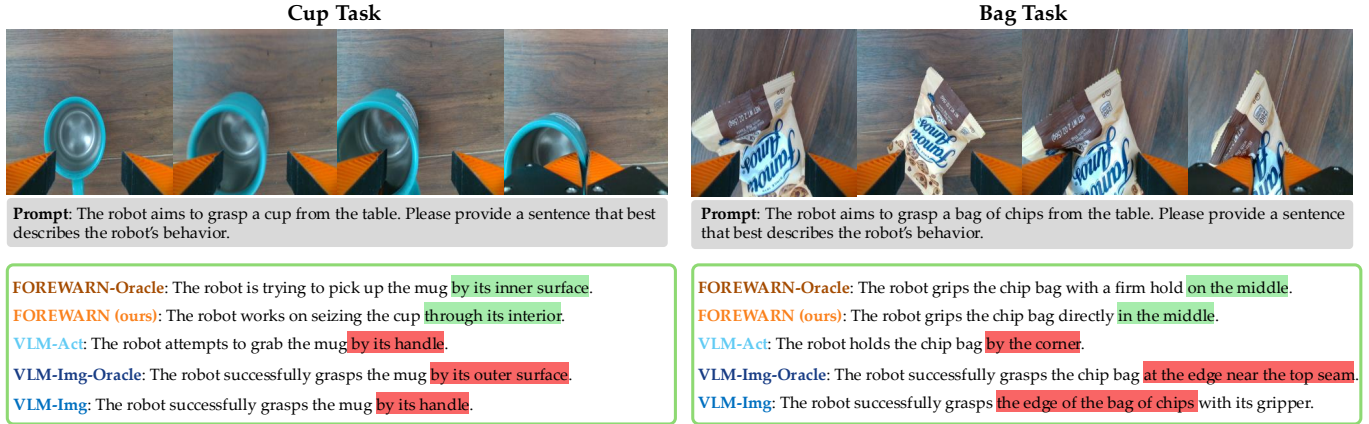 Cup Task
Prompt: The robot aims to grasp a cup from the table. Please provide a sentence that best
describes the robot's behavior.
FOREWARN-Oracle: The robot is trying to pick up the mug by its inner surface.
FOREWARN (ours): The robot works on seizing the cup through its interior.
VLM-Act: The robot attempts to grab the mug by its handle.
VLM-Img-Oracle: The robot successfully grasps the mug by its outer surface.
VLM-Img: The robot successfully grasps the mug by its handle.
Bag Task
Famous
Amos
Famous
Amos
Famous
Amos
Prompt: The robot aims to grasp a bag of chips from the table. Please provide a sentence
that best describes the robot's behavior.
FOREWARN-Oracle: The robot grips the chip bag with a firm hold on the middle.
FOREWARN (ours): The robot grips the chip bag directly in the middle.
VLM-Act: The robot holds the chip bag by the corner.
VLM-Img-Oracle: The robot successfully grasps the chip bag at the edge near the top seam.
VLM-Img: The robot successfully grasps the edge of the bag of chips with its gripper.